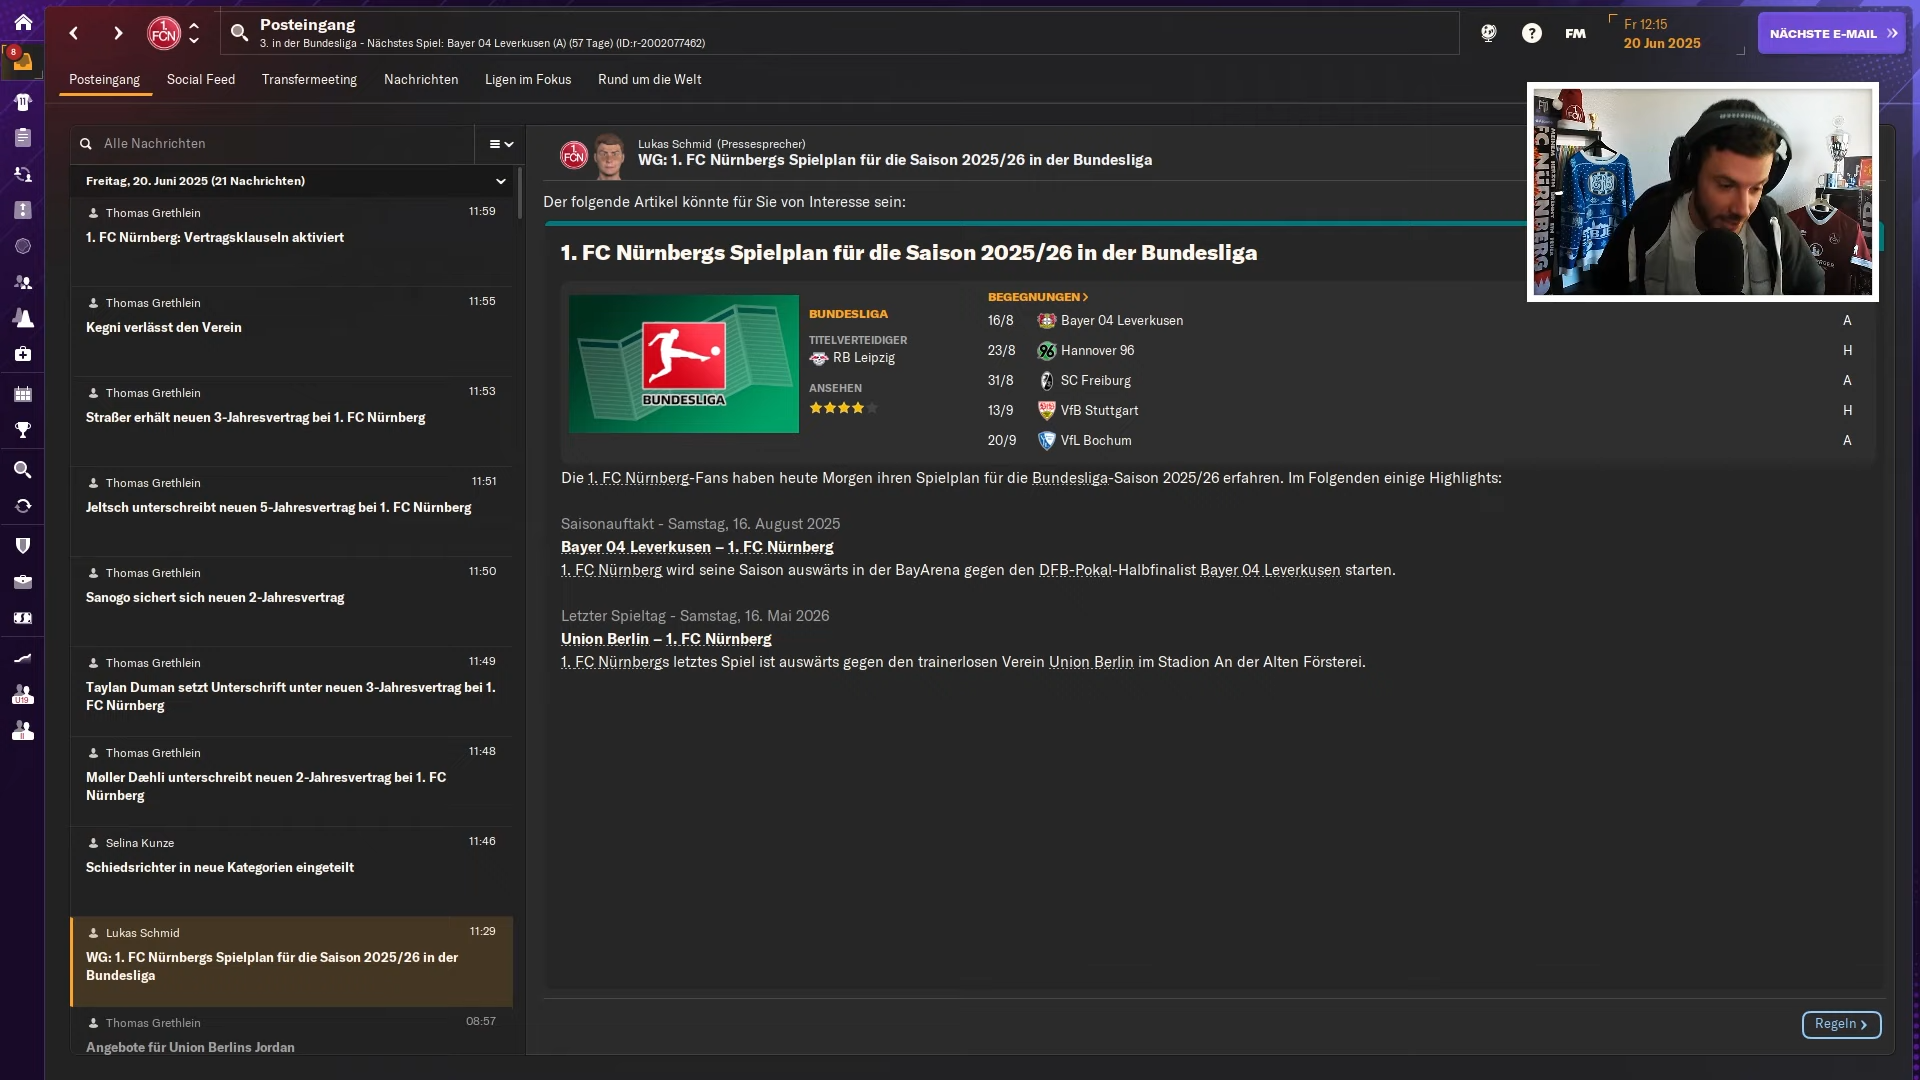 Posteingang
3. in der Bundesliga - Nächstes Spiel: Bayer 04 Leverkusen (A) (57 Tage) (ID:r-2002077462)
FM
Fr 12:15
20 Jun 2025
NÄCHSTE E-MAIL
8
Posteingang
Social Feed
Transfermeeting
Nachrichten
Ligen im Fokus
Rund um die Welt
Alle Nachrichten
Freitag, 20. Juni 2025 (21 Nachrichten)
Thomas Grethlein 11:59
1. FC Nürnberg: Vertragsklauseln aktiviert
Thomas Grethlein 11:55
Kegni verlässt den Verein
Thomas Grethlein 11:53
Straßer erhält neuen 3-Jahresvertrag bei 1. FC Nürnberg
Thomas Grethlein 11:51
Jeltsch unterschreibt neuen 5-Jahresvertrag bei 1. FC Nürnberg
Thomas Grethlein 11:50
Sanogo sichert sich neuen 2-Jahresvertrag
Thomas Grethlein 11:49
Taylan Duman setzt Unterschrift unter neuen 3-Jahresvertrag bei 1.
FC Nürnberg
Thomas Grethlein 11:48
Møller Dæhli unterschreibt neuen 2-Jahresvertrag bei 1. FC
Nürnberg
Selina Kunze 11:46
Schiedsrichter in neue Kategorien eingeteilt
Lukas Schmid 11:29
WG: 1. FC Nürnbergs Spielplan für die Saison 2025/26 in der
Bundesliga
Thomas Grethlein 08:57
Angebote für Union Berlins Jordan
U19
II
Lukas Schmid (Pressesprecher)
WG: 1. FC Nürnbergs Spielplan für die Saison 2025/26 in der Bundesliga
Der folgende Artikel könnte für Sie von Interesse sein:
1. FC Nürnbergs Spielplan für die Saison 2025/26 in der Bundesliga
BUNDESLIGA
BUNDESLIGA
TITELVERTEIDIGER
RB Leipzig
ANSEHEN
BEGEGNUNGEN
16/8 Bayer 04 Leverkusen A
23/8 Hannover 96 H
31/8 SC Freiburg A
13/9 VfB Stuttgart H
20/9 VfL Bochum A
Die 1. FC Nürnberg-Fans haben heute Morgen ihren Spielplan für die Bundesliga-Saison 2025/26 erfahren. Im Folgenden einige Highlights:
Saisonauftakt - Samstag, 16. August 2025
Bayer 04 Leverkusen – 1. FC Nürnberg
1. FC Nürnberg wird seine Saison auswärts in der BayArena gegen den DFB-Pokal-Halbfinalist Bayer 04 Leverkusen starten.
Letzter Spieltag - Samstag, 16. Mai 2026
Union Berlin – 1. FC Nürnberg
1. FC Nürnbergs letztes Spiel ist auswärts gegen den trainerlosen Verein Union Berlin im Stadion An der Alten Försterei.
Regeln